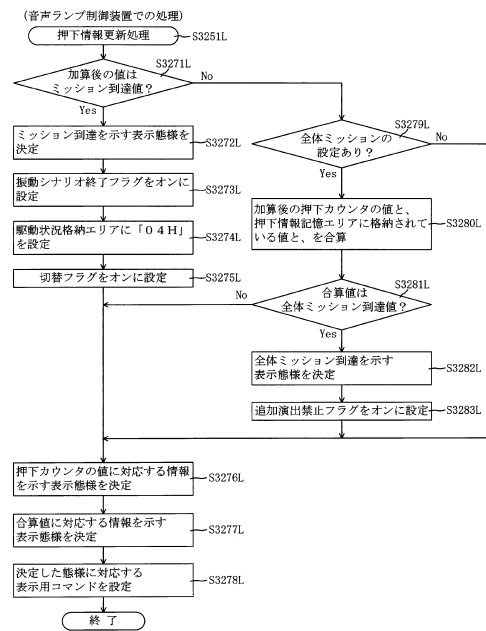 (音声ランプ制御装置での処理)
押下情報更新処理
S3251L
加算後の値は
ミッション到達値?
S3271L
No
Yes
ミッション到達を示す表示態様を
決定
S3272L
振動シナリオ終了フラグをオンに
設定
S3273L
駆動状況格納エリアに「04H」
を設定
S3274L
切替フラグをオンに設定
S3275L
全体ミッションの
設定あり?
S3279L
No
Yes
加算後の押下カウンタの値と、
押下情報記憶エリアに格納されて
いる値と、を合算
S3280L
合算値は
全体ミッション到達値?
S3281L
No
Yes
全体ミッション到達を示す
表示態様を決定
S3282L
追加演出禁止フラグをオンに設定
S3283L
押下カウンタの値に対応する情報
を示す表示態様を決定
S3276L
合算値に対応する情報を示す
表示態様を決定
S3277L
決定した態様に対応する
表示用コマンドを設定
S3278L
終了